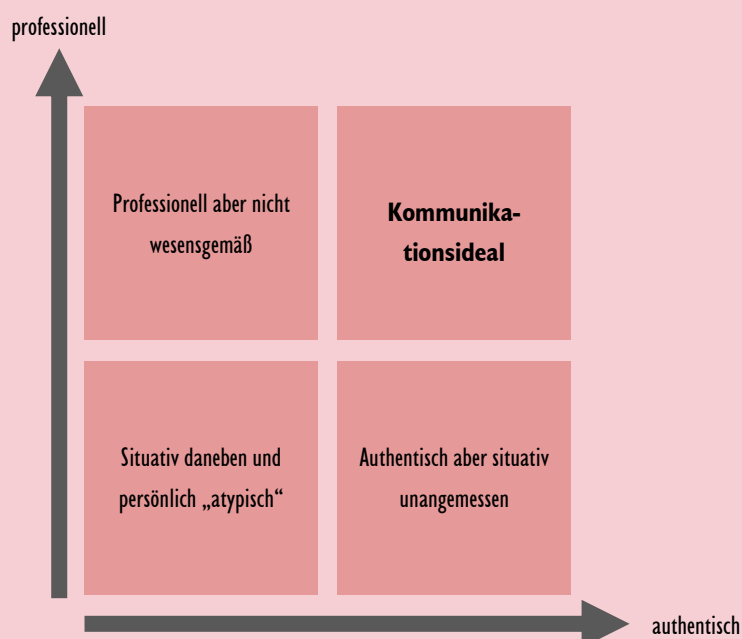 professionell
Professionell aber nicht
wesensgemäß
Kommunika-
tionsideal
Situativ daneben und
persönlich „atypisch“
Authentisch aber situativ
unangemessen
authentisch